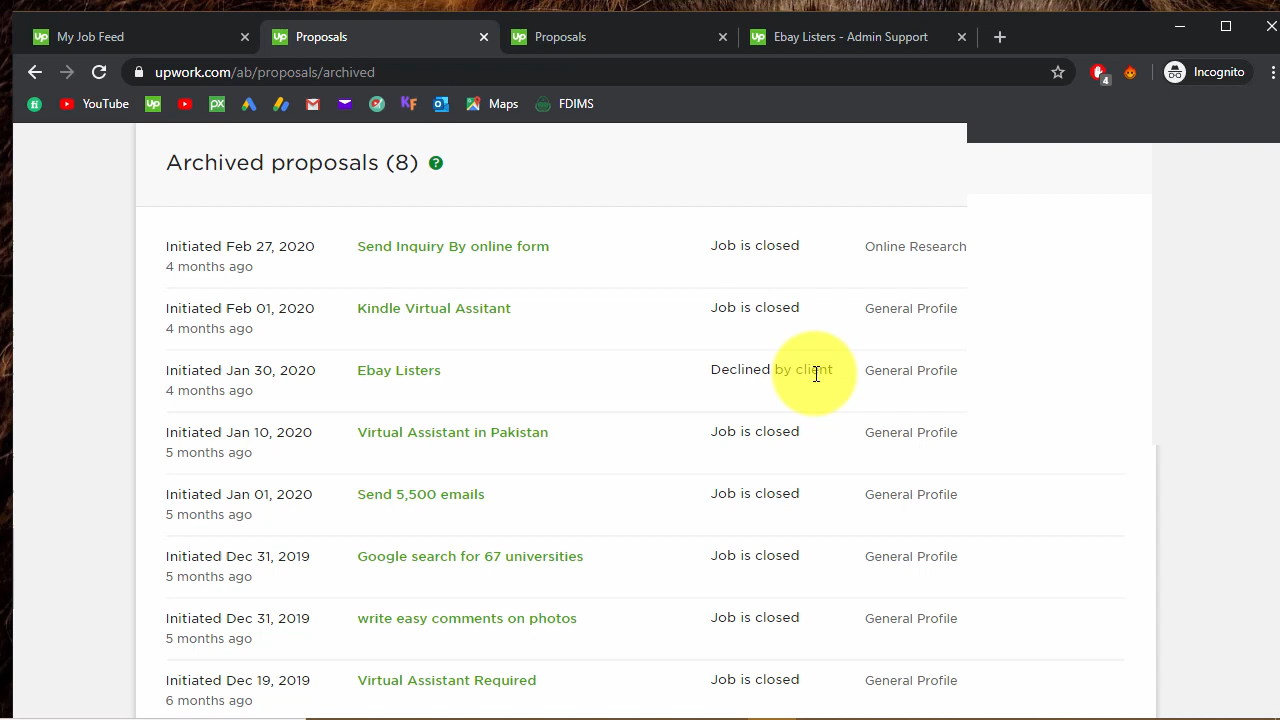 My Job Feed
Proposals
Proposals
Ebay Listers - Admin Support
upwork.com/ab/proposals/archived
4
Incognito
YouTube
Maps
FDIMS
Archived proposals (8)
Initiated Feb 27, 2020 Send Inquiry By online form Job is closed Online Research
4 months ago
Initiated Feb 01, 2020 Kindle Virtual Assitant Job is closed General Profile
4 months ago
Initiated Jan 30, 2020 Ebay Listers Declined by client General Profile
4 months ago
Initiated Jan 10, 2020 Virtual Assistant in Pakistan Job is closed General Profile
5 months ago
Initiated Jan 01, 2020 Send 5,500 emails Job is closed General Profile
5 months ago
Initiated Dec 31, 2019 Google search for 67 universities Job is closed General Profile
5 months ago
Initiated Dec 31, 2019 write easy comments on photos Job is closed General Profile
5 months ago
Initiated Dec 19, 2019 Virtual Assistant Required Job is closed General Profile
6 months ago